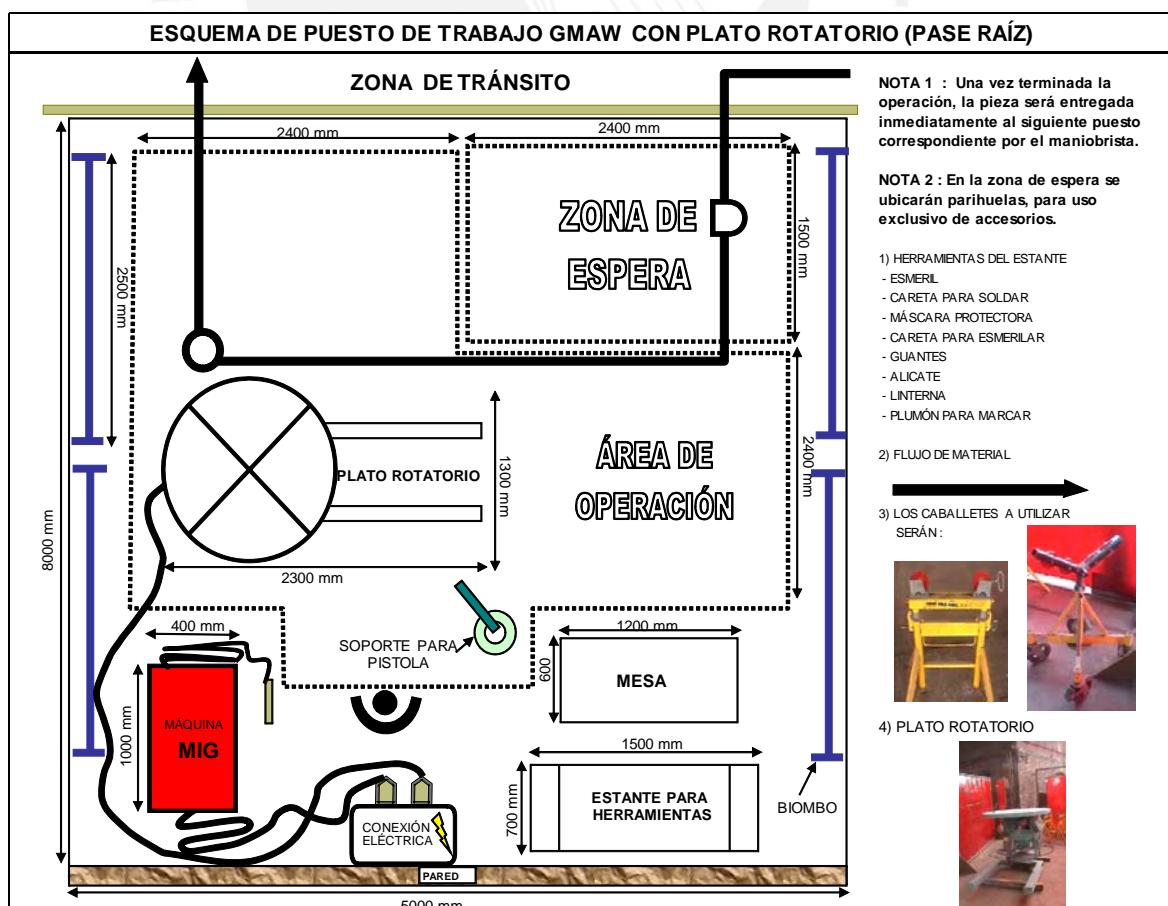 ESQUEMA DE PUESTO DE TRABAJO GMAW CON PLATO ROTATORIO (PASE RAÍZ)
ZONA DE TRÁNSITO
2400 mm
2400 mm
2500 mm
ZONA DE
ESPERA
1500 mm
8000 mm
PLATO ROTATORIO
1300 mm
2300 mm
ÁREA DE
OPERACIÓN
2400 mm
400 mm
1000 mm
MÁQUINA
MIG
SOPORTE PARA
PISTOLA
1200 mm
600
MESA
1500 mm
700 mm
ESTANTE PARA
HERRAMIENTAS
CONEXIÓN
ELÉCTRICA
BIOMBO
PARED
5000 mm
NOTA 1 : Una vez terminada la
operación, la pieza será entregada
inmediatamente al siguiente puesto
correspondiente por el maniobrista.
NOTA 2 : En la zona de espera se
ubicarán parihuelas, para uso
exclusivo de accesorios.
1) HERRAMIENTAS DEL ESTANTE
- ESMERIL
- CARETA PARA SOLDAR
- MÁSCARA PROTECTORA
- CARETA PARA ESMERILAR
- GUANTES
- ALICATE
- LINTERNA
- PLUMÓN PARA MARCAR
2) FLUJO DE MATERIAL
3) LOS CABALLETES A UTILIZAR
SERÁN :
4) PLATO ROTATORIO